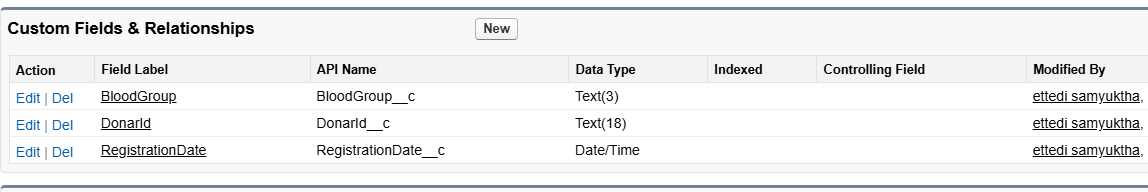 Custom Fields & Relationships New
Action Field Label API Name Data Type Indexed Controlling Field Modified By
Edit | Del BloodGroup BloodGroup__c Text(3) ettedi samyuktha,
Edit | Del DonarId DonarId__c Text(18) ettedi samyuktha,
Edit | Del RegistrationDate RegistrationDate__c Date/Time ettedi samyuktha,